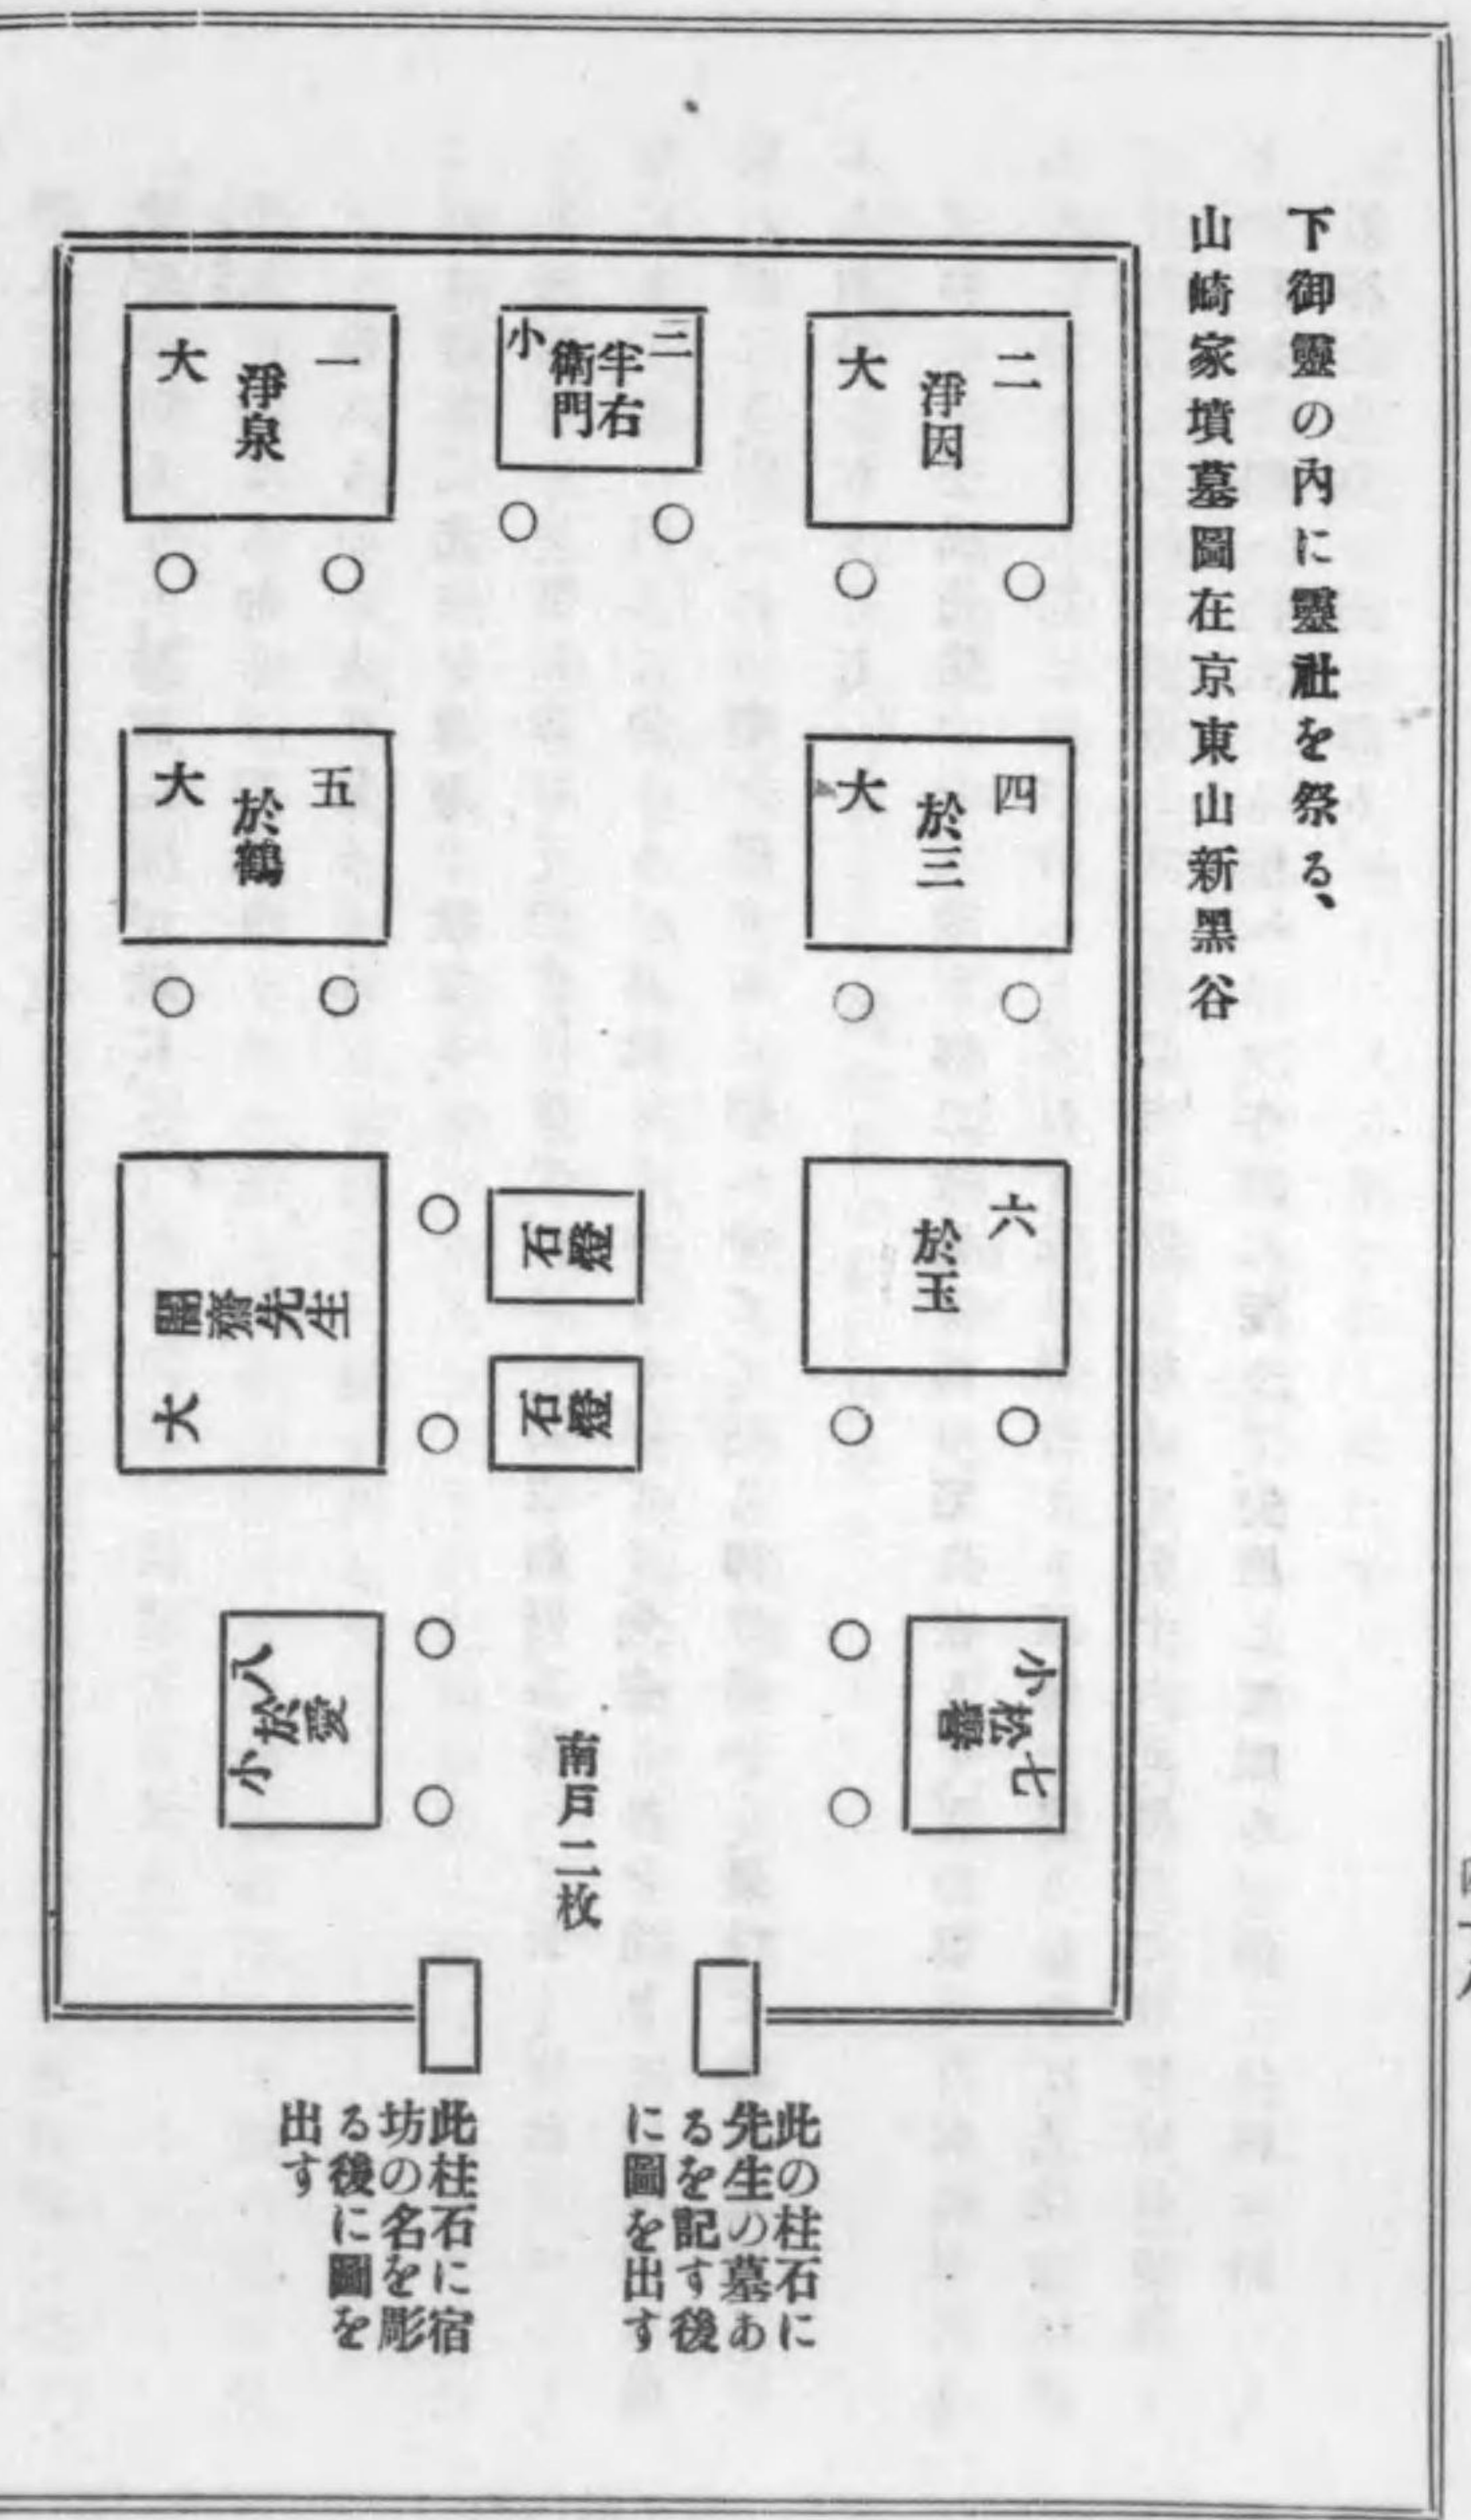 下御靈の内に靈社を祭る、
山崎家墳墓圖在京東山新黒谷
二
淨因
大
二
半右
衛門
小
一
淨泉
大
四
於三
大
五
於鶴
大
六
於玉
石燈
石燈
闇齋先生
大
七
松譽
小
八
於愛
小
南戸二枚
此の柱石に
先生の墓あ
るを記す後
に圖を出す
此柱石に宿
坊の名を彫
る後に圖を
出す